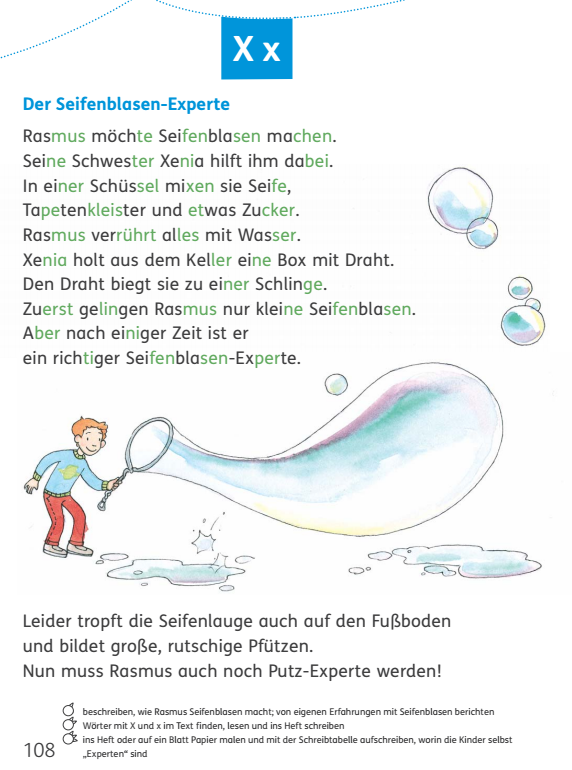 X x
Der Seifenblasen-Experte
Rasmus möchte Seifenblasen machen.
Seine Schwester Xenia hilft ihm dabei.
In einer Schüssel mixen sie Seife,
Tapetenkleister und etwas Zucker.
Rasmus verrührt alles mit Wasser.
Xenia holt aus dem Keller eine Box mit Draht.
Den Draht biegt sie zu einer Schlinge.
Zuerst gelingen Rasmus nur kleine Seifenblasen.
Aber nach einiger Zeit ist er
ein richtiger Seifenblasen-Experte.
Leider tropft die Seifenlauge auch auf den Fußboden
und bildet große, rutschige Pfützen.
Nun muss Rasmus auch noch Putz-Experte werden!
beschreiben, wie Rasmus Seifenblasen macht; von eigenen Erfahrungen mit Seifenblasen berichten
Wörter mit X und x im Text finden, lesen und ins Heft schreiben
ins Heft oder auf ein Blatt Papier malen und mit der Schreibtabelle aufschreiben, worin die Kinder selbst
„Experten“ sind
108